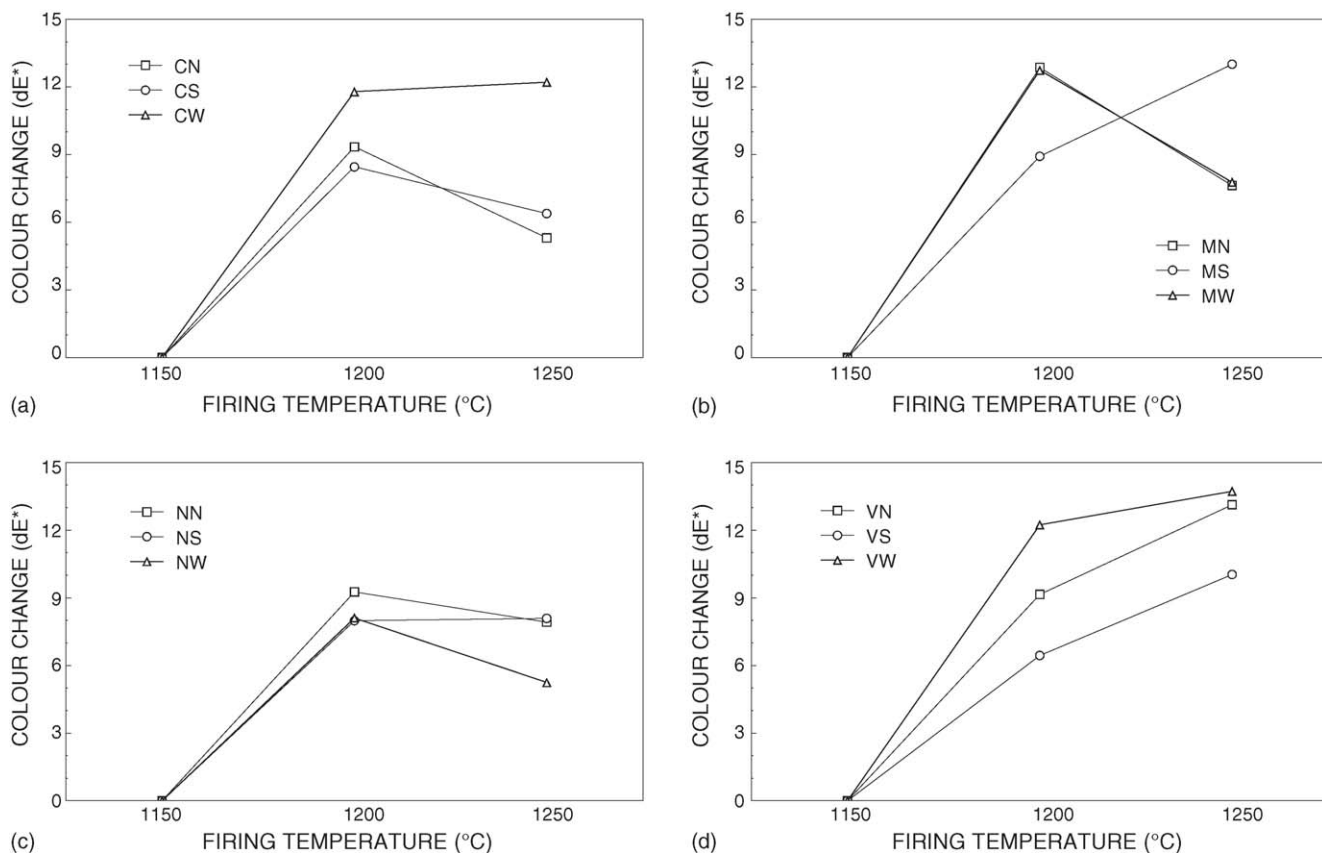 COLOUR CHANGE (dE*)
15
12
9
6
3
0
CN
CS
CW
1150
1200
1250
(a)
FIRING TEMPERATURE (°C)
COLOUR CHANGE (dE*)
15
12
9
6
3
0
MN
MS
MW
1150
1200
1250
(b)
FIRING TEMPERATURE (°C)
COLOUR CHANGE (dE*)
15
12
9
6
3
0
NN
NS
NW
1150
1200
1250
(c)
FIRING TEMPERATURE (°C)
COLOUR CHANGE (dE*)
15
12
9
6
3
0
VN
VS
VW
1150
1200
1250
(d)
FIRING TEMPERATURE (°C)